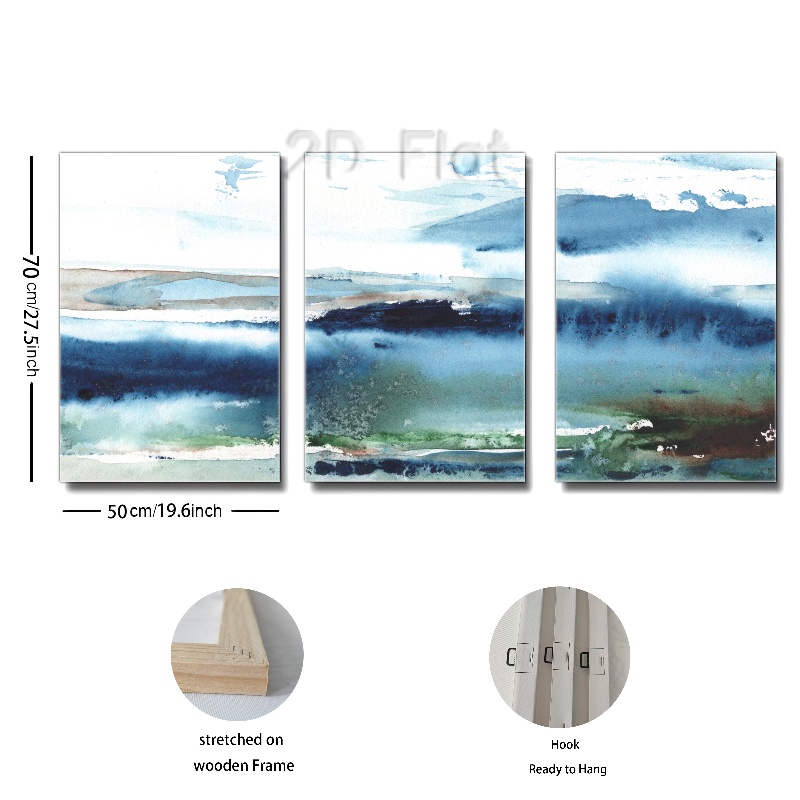 2D Flat
70 cm/27.5inch
50 cm/19.6inch
stretched on
wooden Frame
Hook
Ready to Hang